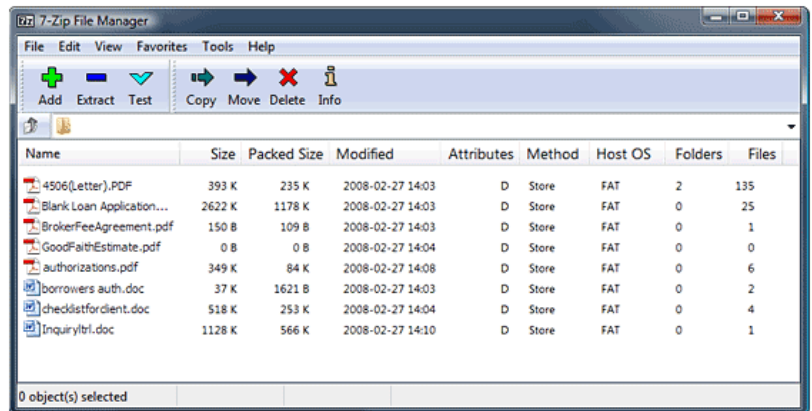 7-Zip File Manager
File Edit View Favorites Tools Help
Add Extract Test Copy Move Delete Info
Name Size Packed Size Modified Attributes Method Host OS Folders Files
4506(Letter).PDF 393 K 235 K 2008-02-27 14:03 D Store FAT 2 135
Blank Loan Application... 2622 K 1178 K 2008-02-27 14:03 D Store FAT 0 25
BrokerFeeAgreement.pdf 150 B 109 B 2008-02-27 14:03 D Store FAT 0 1
GoodFaithEstimate.pdf 0 B 0 B 2008-02-27 14:04 D Store FAT 0 0
authorizations.pdf 349 K 84 K 2008-02-27 14:08 D Store FAT 0 6
borrowers auth.doc 37 K 1621 B 2008-02-27 14:03 D Store FAT 0 2
checklistforclient.doc 518 K 253 K 2008-02-27 14:04 D Store FAT 0 4
Inquiryltrl.doc 1128 K 566 K 2008-02-27 14:10 D Store FAT 0 1
0 object(s) selected